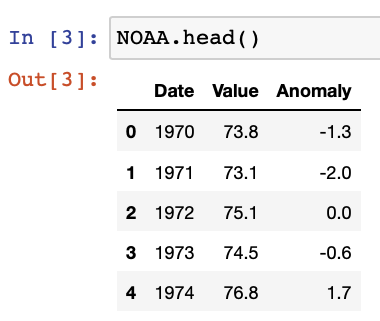 In [3]: NOAA.head()
Out[3]:
Date Value Anomaly
0 1970 73.8 -1.3
1 1971 73.1 -2.0
2 1972 75.1 0.0
3 1973 74.5 -0.6
4 1974 76.8 1.7